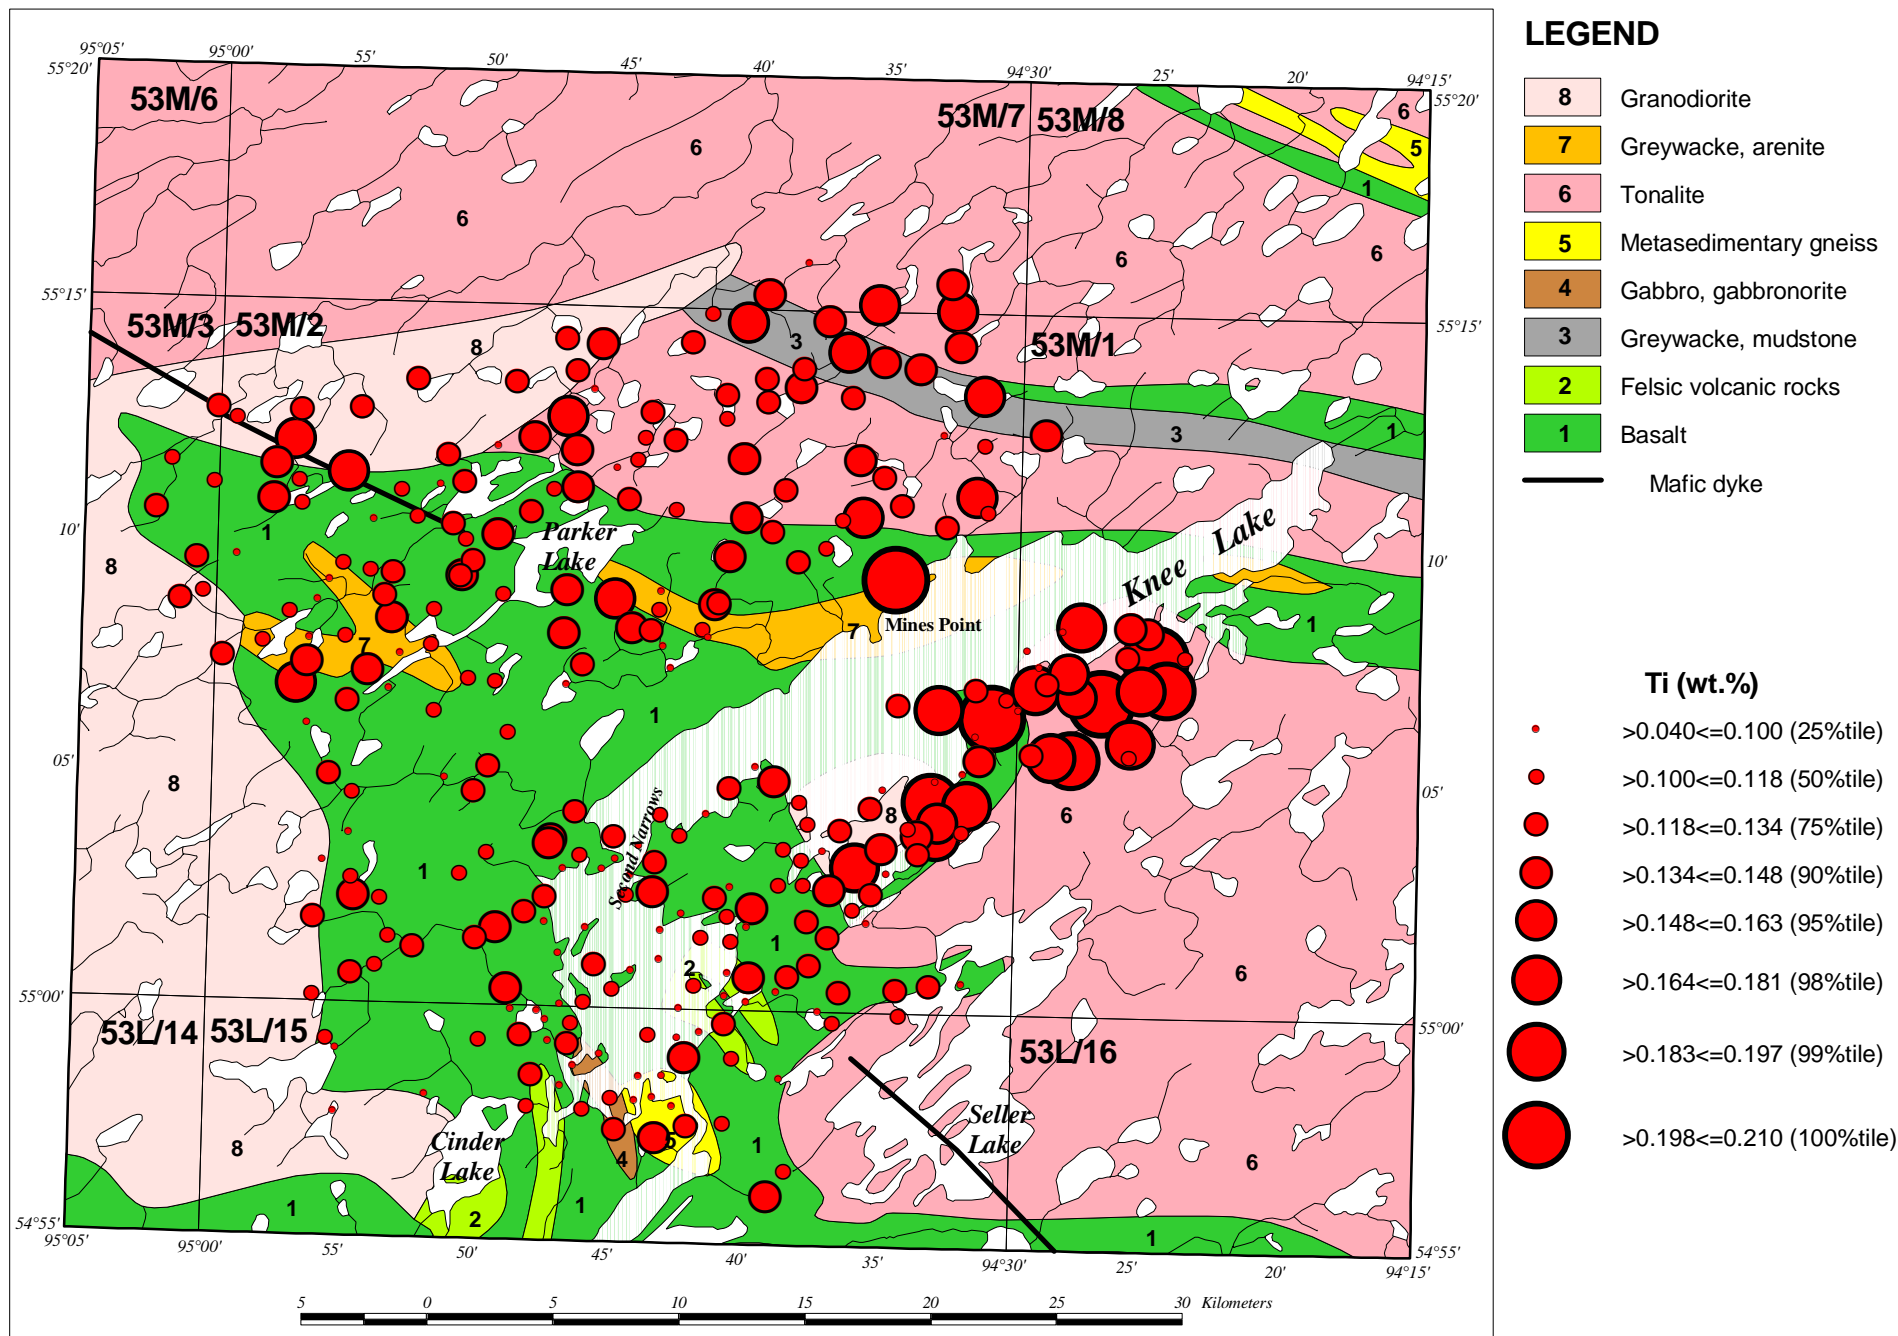 95°05'
95°00'
55'
50'
45'
40'
35'
94°30'
25'
20'
94°15'
55°20'
55°20'
53M/6
53M/7
53M/8
6
5
6
1
6
6
6
6
55°15'
55°15'
53M/3
53M/2
53M/1
8
3
3
1
10'
10'
1
8
Parker
Lake
Knee Lake
Mines Point
7
7
1
1
05'
05'
8
8
6
1
Second Narrows
1
2
6
55°00'
55°00'
53L/14
53L/15
53L/16
Cinder
Lake
Seller
Lake
8
5
4
1
6
1
2
1
1
54°55'
54°55'
95°05'
95°00'
55'
50'
45'
40'
35'
94°30'
25'
20'
94°15'
5
0
5
10
15
20
25
30
Kilometers
LEGEND
8 Granodiorite
7 Greywacke, arenite
6 Tonalite
5 Metasedimentary gneiss
4 Gabbro, gabbronorite
3 Greywacke, mudstone
2 Felsic volcanic rocks
1 Basalt
Mafic dyke
Ti (wt.%)
>0.040<=0.100 (25%tile)
>0.100<=0.118 (50%tile)
>0.118<=0.134 (75%tile)
>0.134<=0.148 (90%tile)
>0.148<=0.163 (95%tile)
>0.164<=0.181 (98%tile)
>0.183<=0.197 (99%tile)
>0.198<=0.210 (100%tile)